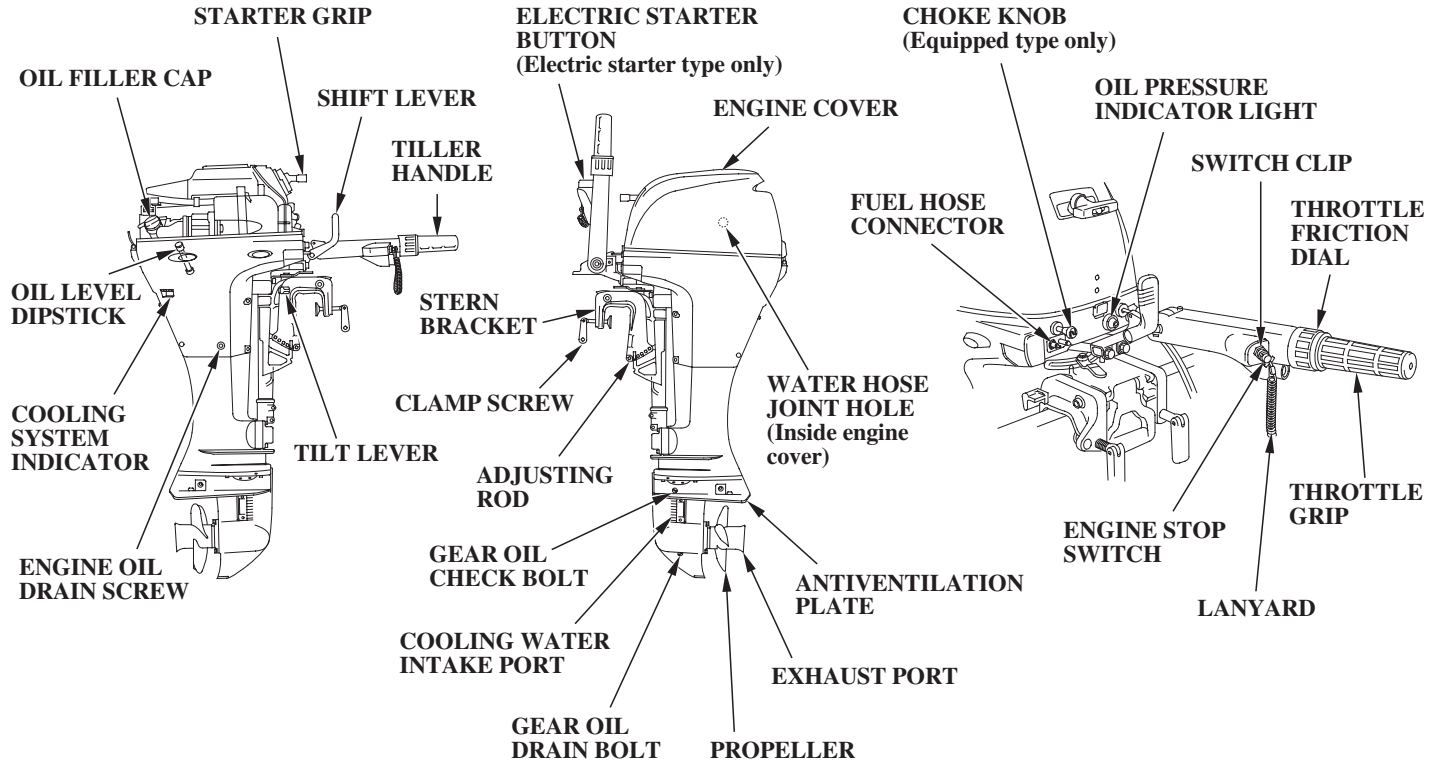 STARTER GRIP
OIL FILLER CAP
SHIFT LEVER
TILLER
HANDLE
OIL LEVEL
DIPSTICK
COOLING
SYSTEM
INDICATOR
TILT LEVER
ENGINE OIL
DRAIN SCREW
ELECTRIC STARTER
BUTTON
(Electric starter type only)
ENGINE COVER
STERN
BRACKET
CLAMP SCREW
WATER HOSE
JOINT HOLE
(Inside engine
cover)
ADJUSTING
ROD
GEAR OIL
CHECK BOLT
ANTIVENTILATION
PLATE
COOLING WATER
INTAKE PORT
EXHAUST PORT
GEAR OIL
DRAIN BOLT
PROPELLER
CHOKE KNOB
(Equipped type only)
OIL PRESSURE
INDICATOR LIGHT
SWITCH CLIP
FUEL HOSE
CONNECTOR
THROTTLE
FRICTION
DIAL
THROTTLE
GRIP
ENGINE STOP
SWITCH
LANYARD